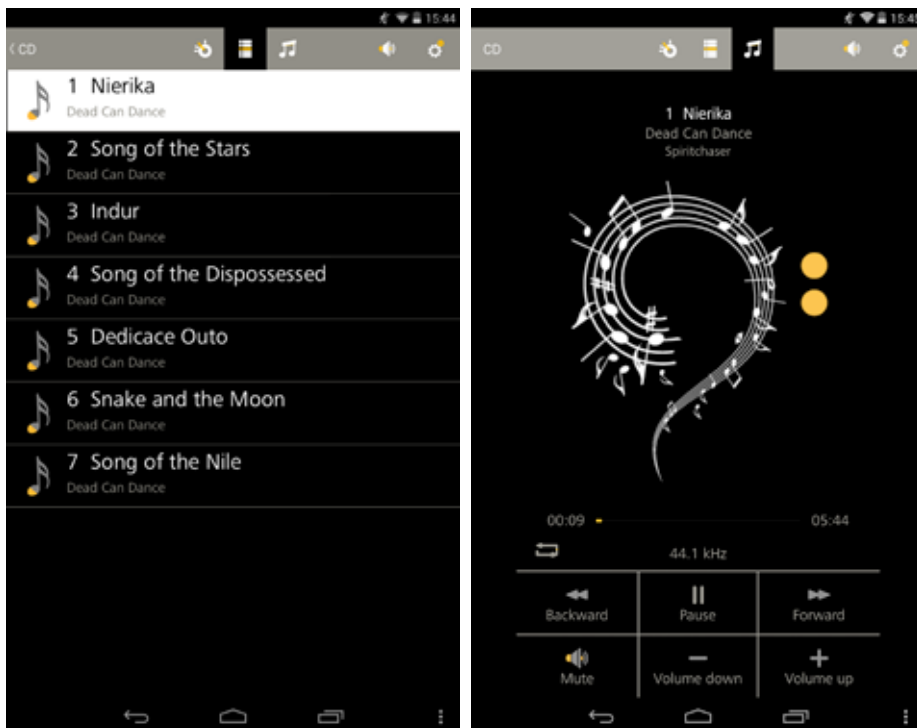 15:44
CD
1 Nierika
Dead Can Dance
2 Song of the Stars
Dead Can Dance
3 Indur
Dead Can Dance
4 Song of the Dispossessed
Dead Can Dance
5 Dedicace Outo
Dead Can Dance
6 Snake and the Moon
Dead Can Dance
7 Song of the Nile
Dead Can Dance
CD
1 Nierika
Dead Can Dance
Spiritchaser
00:09 05:44
44.1 kHz
Backward Pause Forward
Mute Volume down Volume up